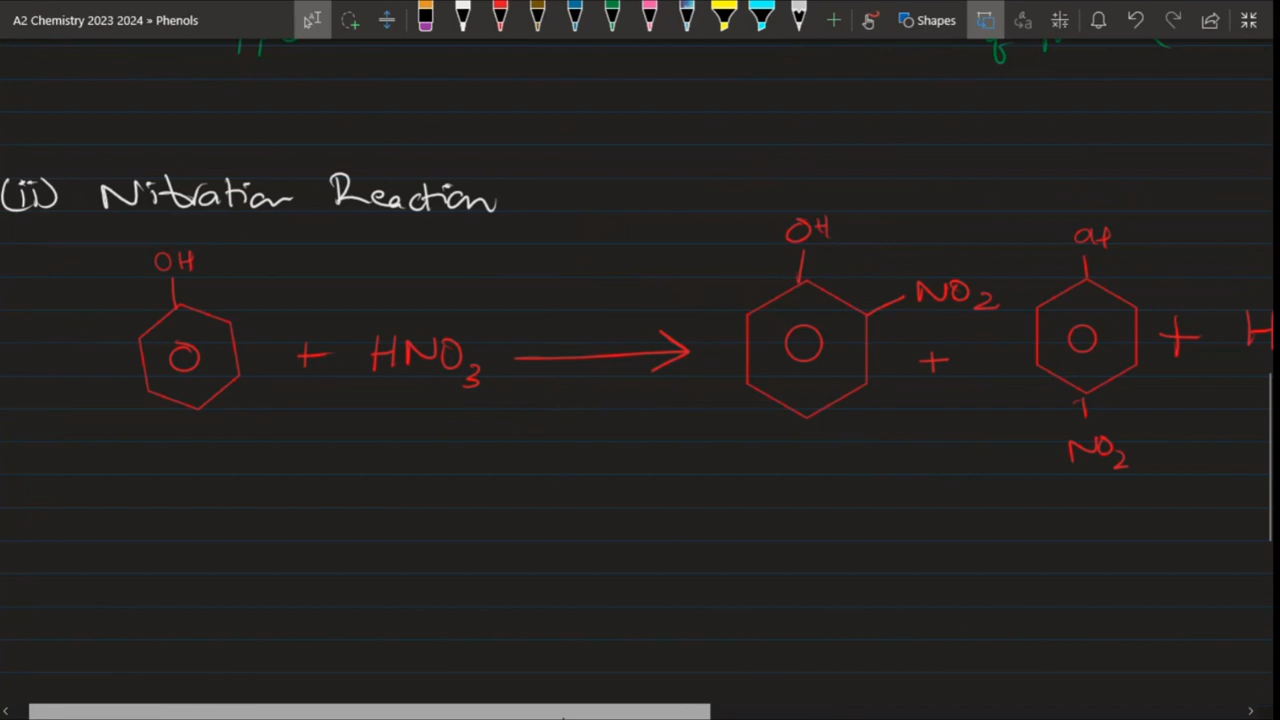 A2 Chemistry 2023 2024 » Phenols
Shapes
(ii) Nitration Reaction
OH
+ HNO3
OH
NO2
+
OH
NO2
+ H